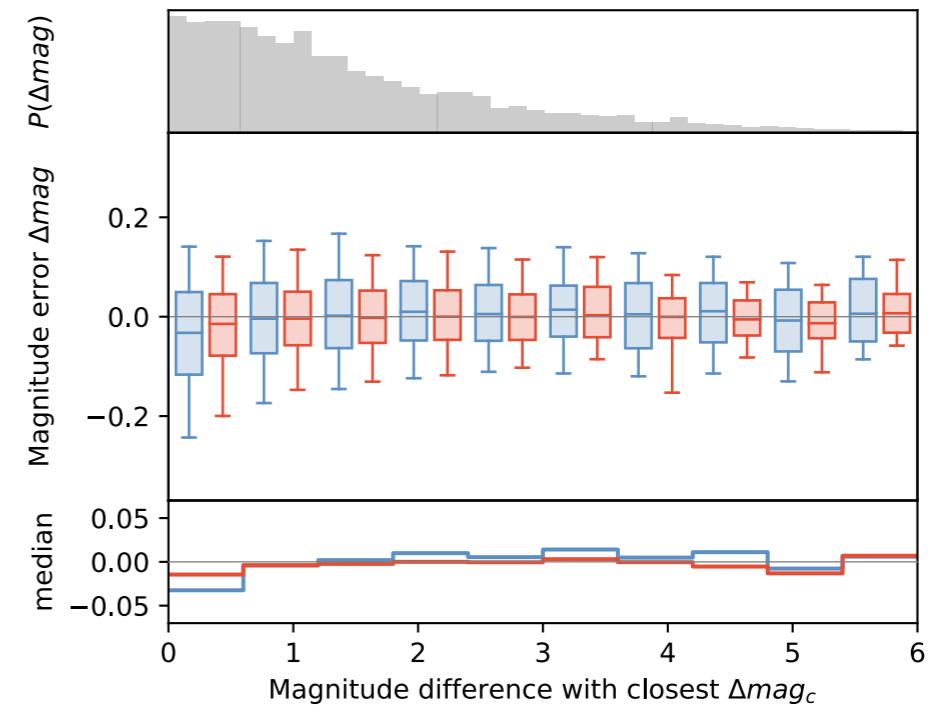 P(Δmag)
Magnitude error Δmag
0.2
0.0
−0.2
median
0.05
0.00
−0.05
0 1 2 3 4 5 6
Magnitude difference with closest Δmag_c